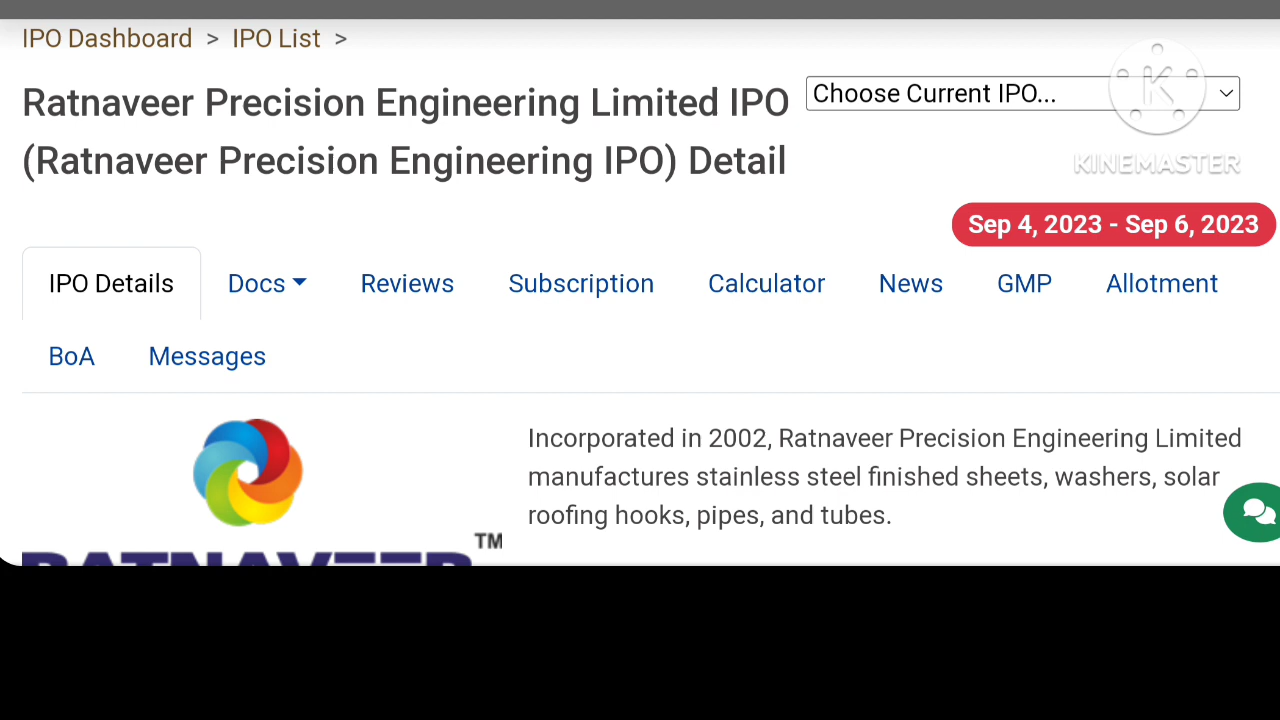 IPO Dashboard > IPO List >
Ratnaveer Precision Engineering Limited IPO
(Ratnaveer Precision Engineering IPO) Detail
Choose Current IPO...
KINEMASTER
Sep 4, 2023 - Sep 6, 2023
IPO Details Docs Reviews Subscription Calculator News GMP Allotment
BoA Messages
RATNAVEER TM
Incorporated in 2002, Ratnaveer Precision Engineering Limited
manufactures stainless steel finished sheets, washers, solar
roofing hooks, pipes, and tubes.